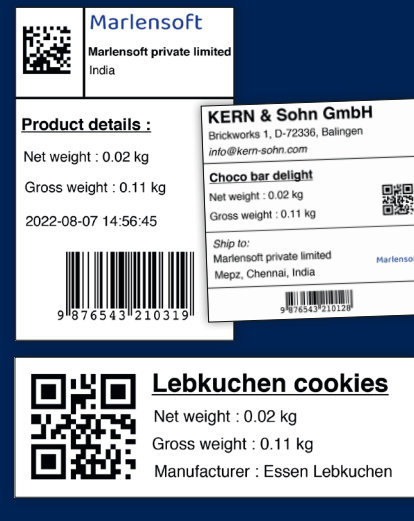 Marlensoft
Marlensoft private limited
India
Product details :
Net weight : 0.02 kg
Gross weight : 0.11 kg
2022-08-07 14:56:45
9 876543 210319
KERN & Sohn GmbH
Brickworks 1, D-72336, Balingen
info@kern-sohn.com
Choco bar delight
Net weight : 0.02 kg
Gross weight : 0.11 kg
Ship to:
Marlensoft private limited
Mepz, Chennai, India
Marlenso
9 876543 210128
Lebkuchen cookies
Net weight : 0.02 kg
Gross weight : 0.11 kg
Manufacturer : Essen Lebkuchen